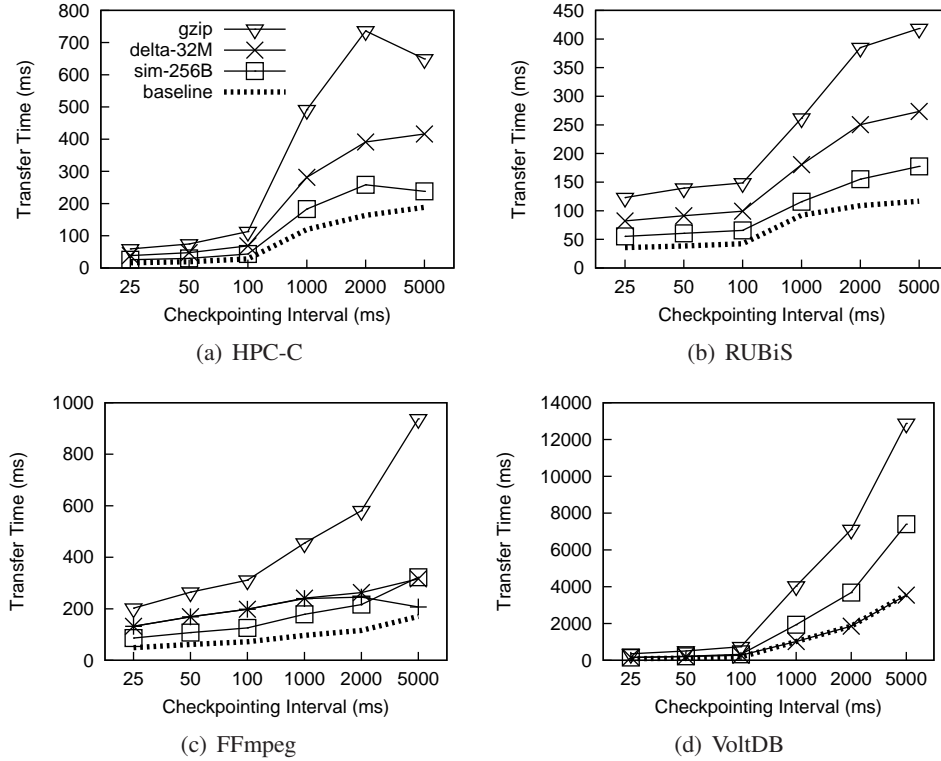 800
700
600
500
400
300
200
100
0
Transfer Time (ms)
gzip
delta-32M
sim-256B
baseline
25 50 100 1000 2000 5000
Checkpointing Interval (ms)
(a) HPC-C
450
400
350
300
250
200
150
100
50
0
Transfer Time (ms)
25 50 100 1000 2000 5000
Checkpointing Interval (ms)
(b) RUBiS
1000
800
600
400
200
0
Transfer Time (ms)
25 50 100 1000 2000 5000
Checkpointing Interval (ms)
(c) FFmpeg
14000
12000
10000
8000
6000
4000
2000
0
Transfer Time (ms)
25 50 100 1000 2000 5000
Checkpointing Interval (ms)
(d) VoltDB